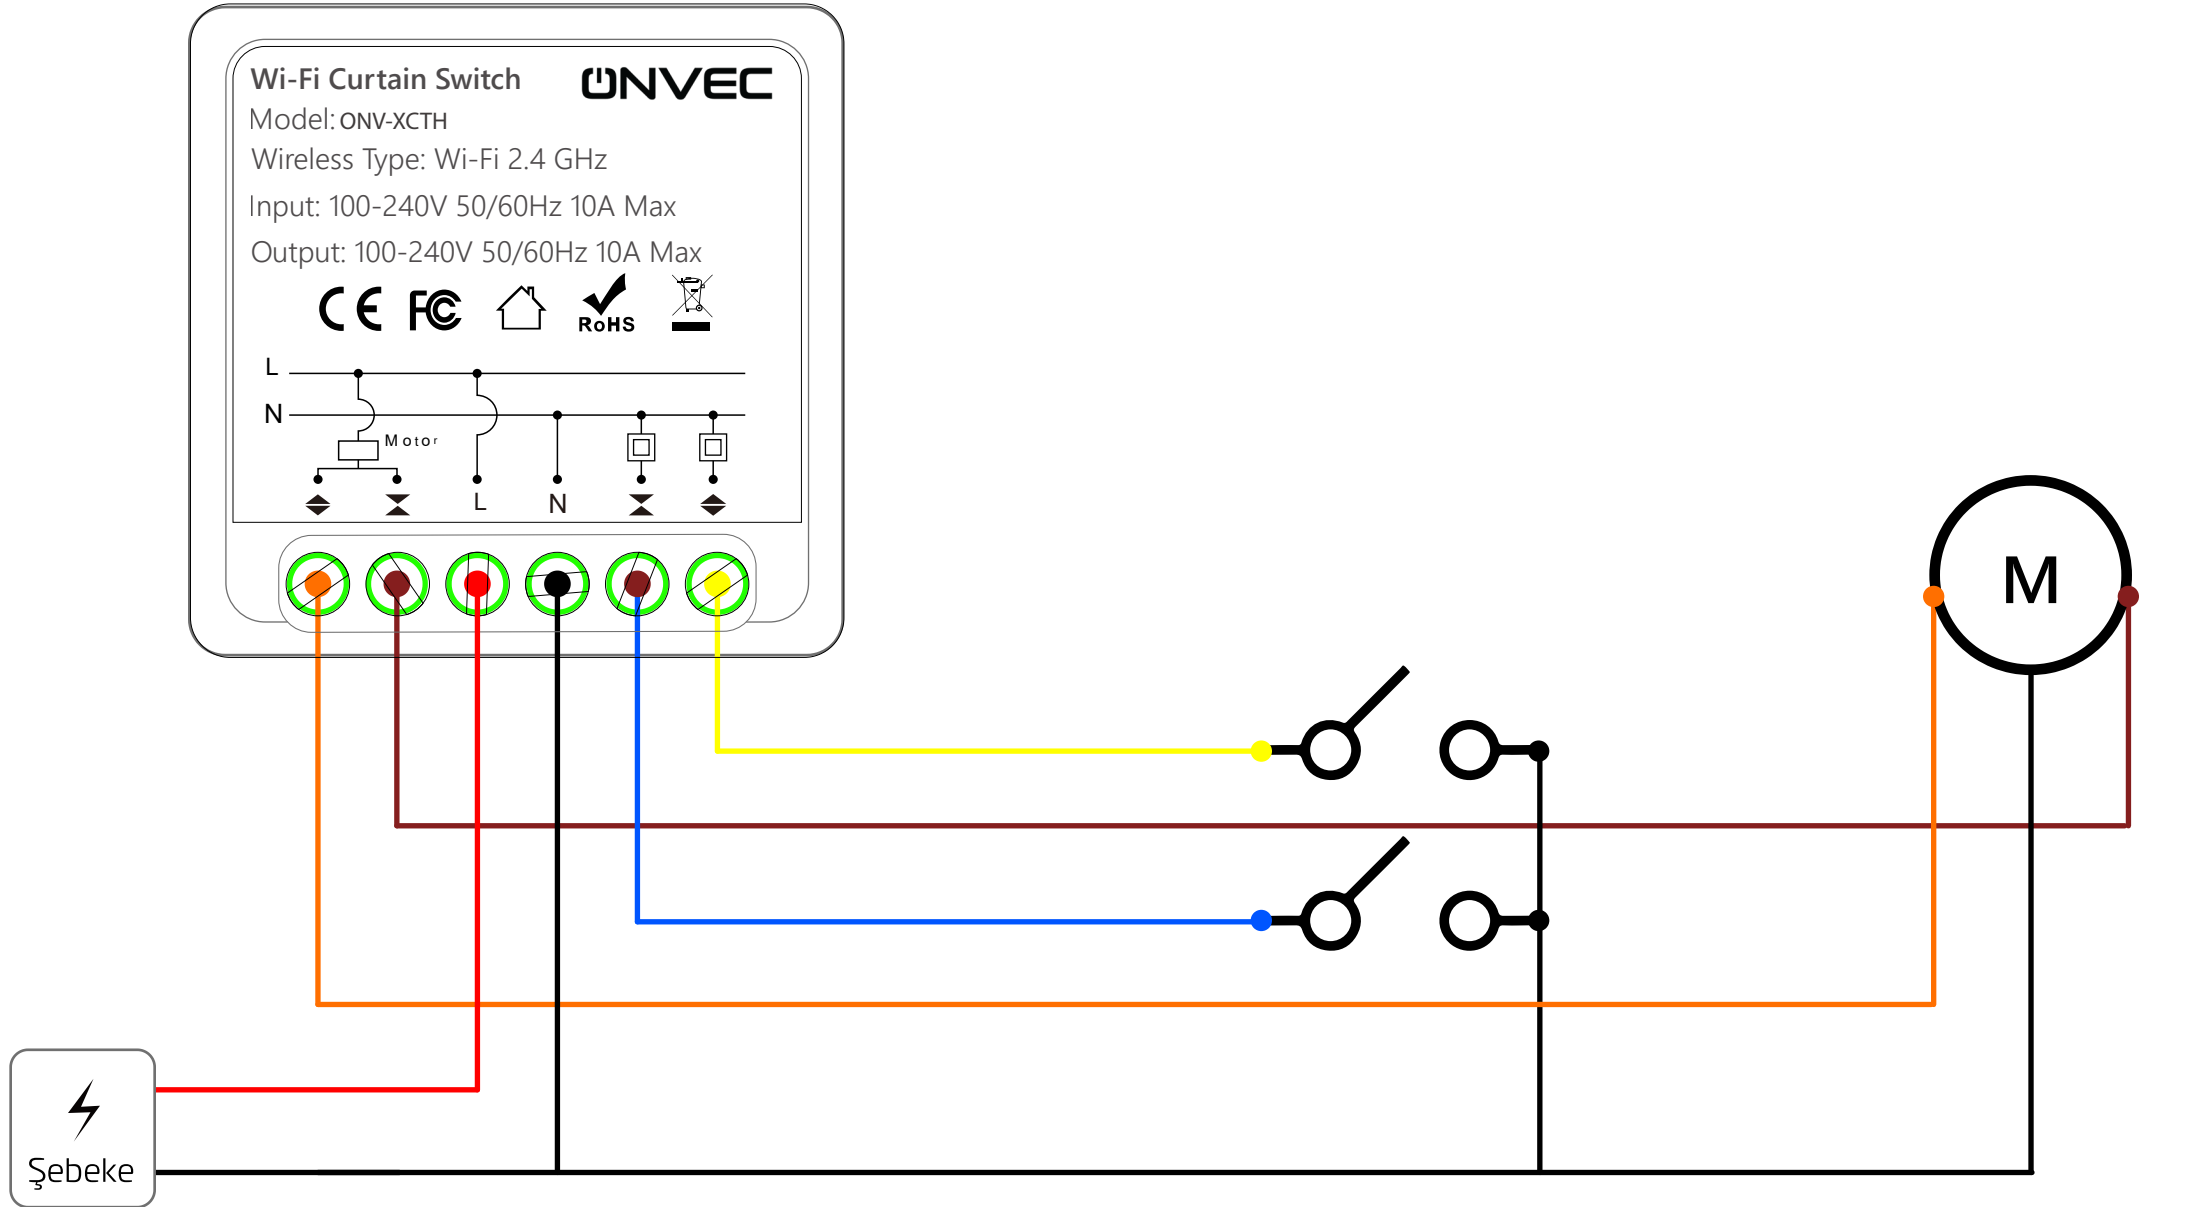 Wi-Fi Curtain Switch
ONVEC
Model: ONV-XCTH
Wireless Type: Wi-Fi 2.4 GHz
Input: 100-240V 50/60Hz 10A Max
Output: 100-240V 50/60Hz 10A Max
CE FC RoHS
L
N
Motor
L N
M
Şebeke